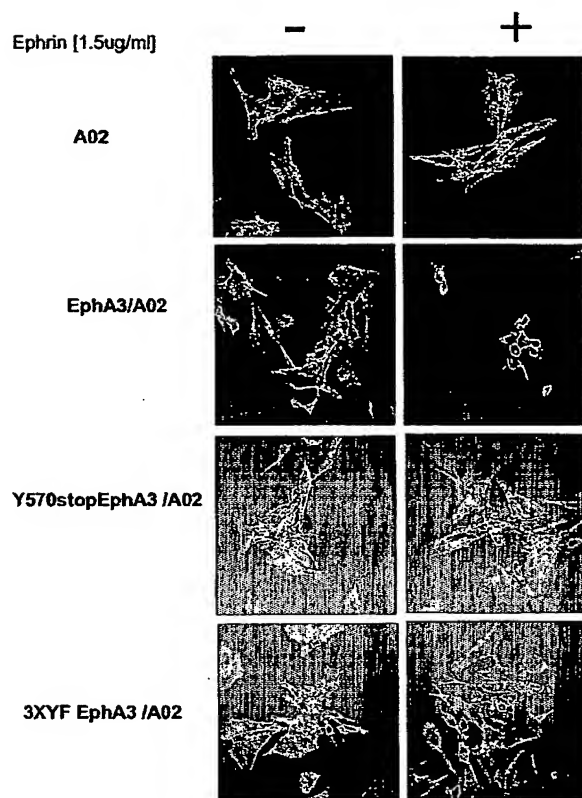 − +
Ephrin [1.5ug/ml]
A02
EphA3/A02
Y570stopEphA3 /A02
3XYF EphA3 /A02